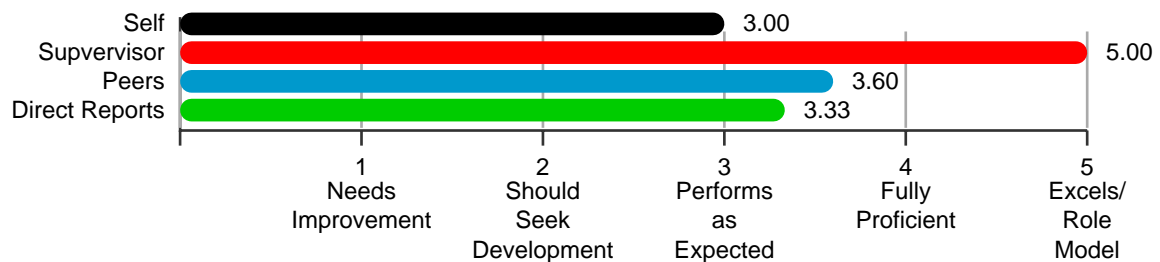 Self 3.00
Supvervisor 5.00
Peers 3.60
Direct Reports 3.33
1 2 3 4 5
Needs Should Performs Fully Excels/
Improvement Seek as Proficient Role
Development Expected Model